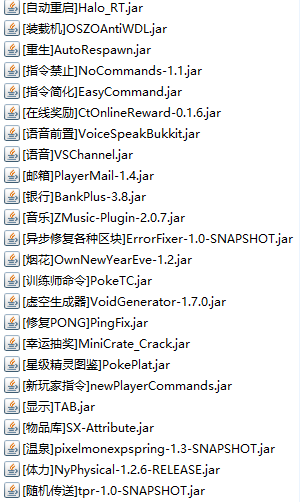 [自动重启]Halo_RT.jar
[装载机]OSZOAntiWDL.jar
[重生]AutoRespawn.jar
[指令禁止]NoCommands-1.1.jar
[指令简化]EasyCommand.jar
[在线奖励]CtOnlineReward-0.1.6.jar
[语音前置]VoiceSpeakBukkit.jar
[语音]VSChannel.jar
[邮箱]PlayerMail-1.4.jar
[银行]BankPlus-3.8.jar
[音乐]ZMusic-Plugin-2.0.7.jar
[异步修复各种区块]ErrorFixer-1.0-SNAPSHOT.jar
[烟花]OwnNewYearEve-1.2.jar
[训练师命令]PokeTC.jar
[虚空生成器]VoidGenerator-1.7.0.jar
[修复PONG]PingFix.jar
[幸运抽奖]MiniCrate_Crack.jar
[星级精灵图鉴]PokePlat.jar
[新玩家指令]newPlayerCommands.jar
[显示]TAB.jar
[物品库]SX-Attribute.jar
[温泉]pixelmonexpspring-1.3-SNAPSHOT.jar
[体力]NyPhysical-1.2.6-RELEASE.jar
[随机传送]tpr-1.0-SNAPSHOT.jar